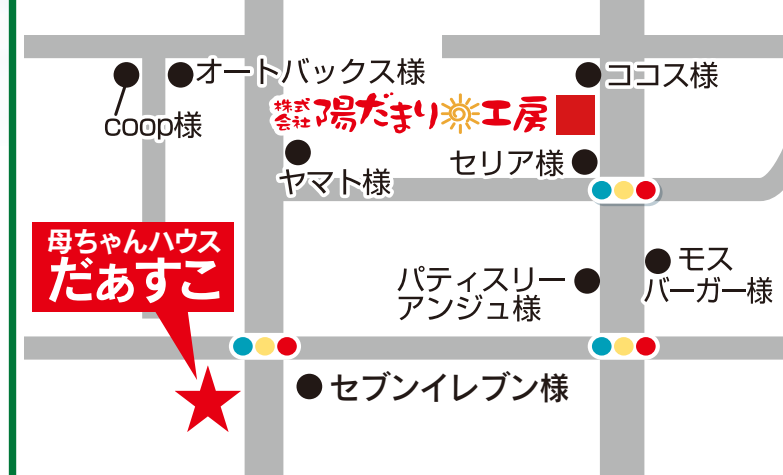 オートバックス様
ココス様
coop様
株式
会社
陽だまり工房
ヤマト様
セリア様
母ちゃんハウス
だぁすこ
パティスリー
アンジュ様
モス
バーガー様
セブンイレブン様